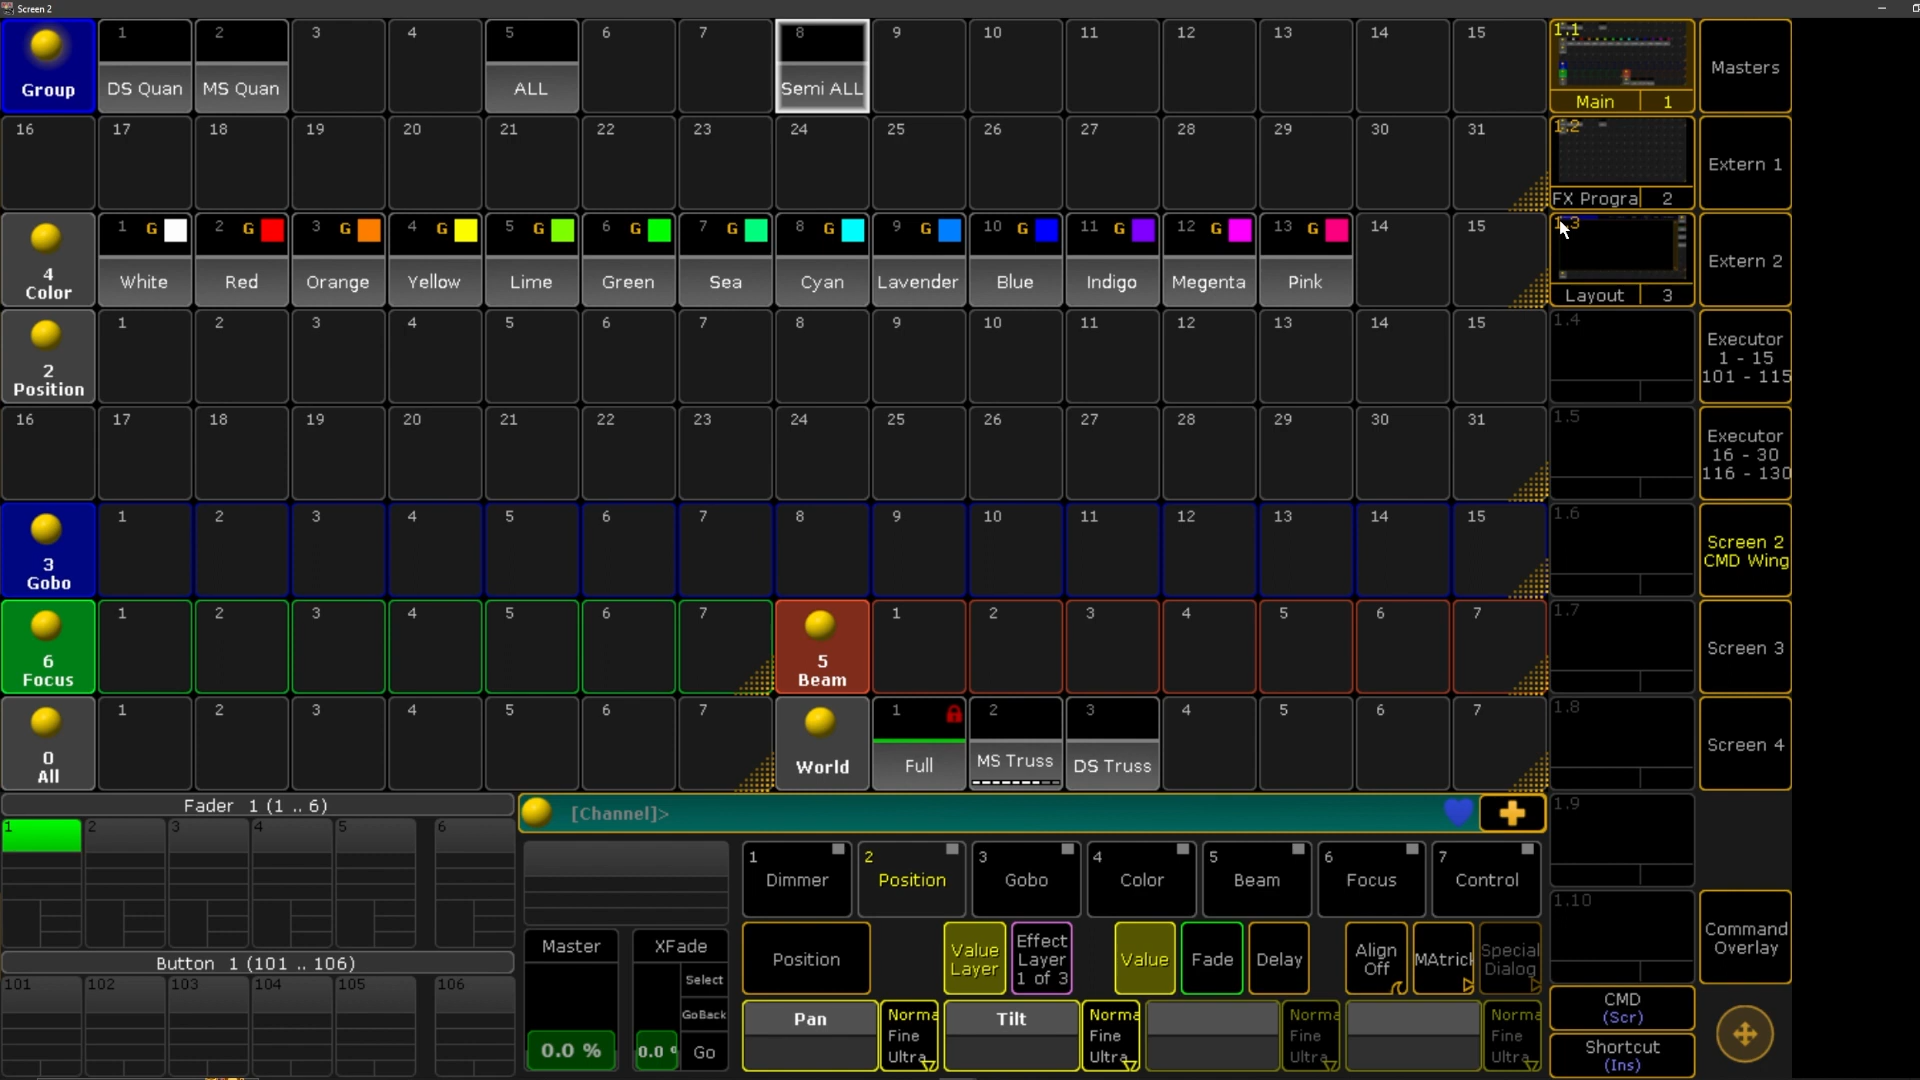 Screen 2
Group
1 DS Quan
2 MS Quan
3
4
5 ALL
6
7
8 Semi ALL
9
10
11
12
13
14
15
1.1 Main 1
Masters
16
17
18
19
20
21
22
23
24
25
26
27
28
29
30
31
1.2 FX Progra 2
Extern 1
4 Color
1 G White
2 G Red
3 G Orange
4 G Yellow
5 G Lime
6 G Green
7 G Sea
8 G Cyan
9 G Lavender
10 G Blue
11 G Indigo
12 G Megenta
13 G Pink
14
15
1.3 Layout 3
Extern 2
2 Position
1
2
3
4
5
6
7
8
9
10
11
12
13
14
15
1.4
Executor
1 - 15
101 - 115
16
17
18
19
20
21
22
23
24
25
26
27
28
29
30
31
1.5
Executor
16 - 30
116 - 130
3 Gobo
1
2
3
4
5
6
7
8
9
10
11
12
13
14
15
1.6
Screen 2
CMD Wing
6 Focus
1
2
3
4
5
6
7
5 Beam
1
2
3
4
5
6
7
1.7
Screen 3
0 All
1
2
3
4
5
6
7
World
1 Full
2 MS Truss
3 DS Truss
4
5
6
7
1.8
Screen 4
Fader 1 (1 .. 6)
[Channel]>
1.9
1
2
3
4
5
6
1 Dimmer
2 Position
3 Gobo
4 Color
5 Beam
6 Focus
7 Control
1.10
Command
Overlay
Master
XFade
Position
Value
Layer
Effect
Layer
1 of 3
Value
Fade
Delay
Align
Off
MAtrick
Special
Dialog
Button 1 (101 .. 106)
Select
GoBack
Go
101
102
103
104
105
106
0.0 %
0.0
Pan
Norma
Fine
Ultra
Tilt
Norma
Fine
Ultra
Norma
Fine
Ultra
Norma
Fine
Ultra
CMD
(Scr)
Shortcut
(Ins)